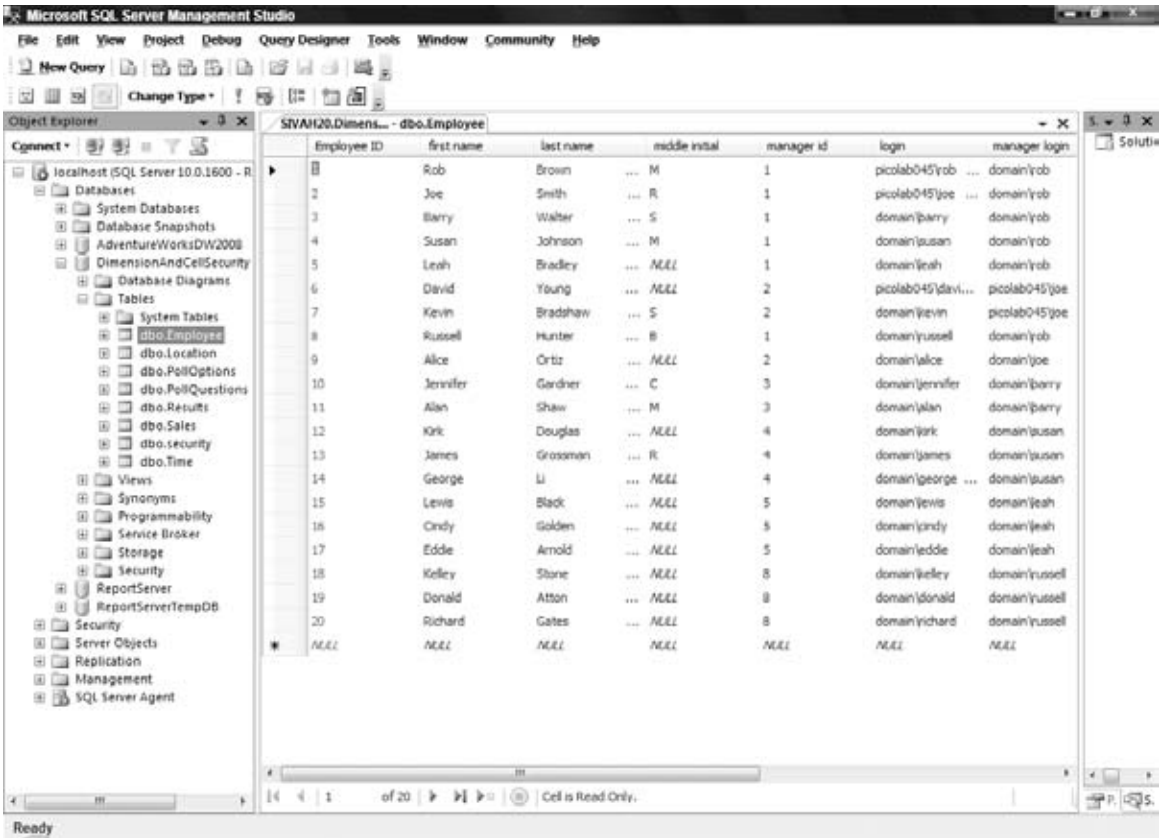 Microsoft SQL Server Management Studio
File Edit View Project Debug Query Designer Tools Window Community Help
New Query
Change Type
Object Explorer
Connect
localhost (SQL Server 10.0.1600 - R
Databases
System Databases
Database Snapshots
AdventureWorksDW2008
DimensionAndCellSecurity
Database Diagrams
Tables
System Tables
dbo.Employee
dbo.Location
dbo.PollOptions
dbo.PollQuestions
dbo.Results
dbo.Sales
dbo.security
dbo.Time
Views
Synonyms
Programmability
Service Broker
Storage
Security
ReportServer
ReportServerTempDB
Security
Server Objects
Replication
Management
SQL Server Agent
SIVAH20.Dimens... - dbo.Employee
Employee ID first name last name middle initial manager id login manager login
1 Rob Brown ... M 1 picolab045\rob ... domain\rob
2 Joe Smith ... R 1 picolab045\joe ... domain\rob
3 Barry Walter ... S 1 domain\barry domain\rob
4 Susan Johnson ... M 1 domain\susan domain\rob
5 Leah Bradley ... NULL 1 domain\leah domain\rob
6 David Young ... NULL 2 picolab045\davi... picolab045\joe
7 Kevin Bradshaw ... S 2 domain\kevin picolab045\joe
8 Russell Hunter ... B 1 domain\russell domain\rob
9 Alice Ortiz ... NULL 2 domain\alice domain\joe
10 Jennifer Gardner ... C 3 domain\jennifer domain\barry
11 Alan Shaw ... M 3 domain\alan domain\barry
12 Kirk Douglas ... NULL 4 domain\kirk domain\susan
13 James Grossman ... R 4 domain\james domain\susan
14 George Li ... NULL 4 domain\george ... domain\susan
15 Lewis Black ... NULL 5 domain\lewis domain\leah
16 Cindy Golden ... NULL 5 domain\cindy domain\leah
17 Eddie Arnold ... NULL 5 domain\eddie domain\leah
18 Kelley Stone ... NULL 8 domain\kelley domain\russell
19 Donald Atton ... NULL 8 domain\donald domain\russell
20 Richard Gates ... NULL 8 domain\richard domain\russell
NULL NULL NULL NULL NULL NULL NULL
1 of 20 Cell is Read Only.
S.
Solutio
P. S.
Ready